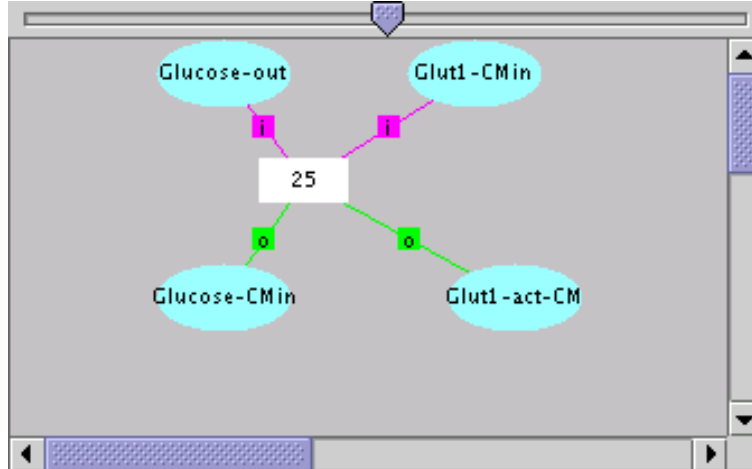 Glucose-out
Glut1-CMin
i
i
25
o
o
Glucose-CMin
Glut1-act-CM